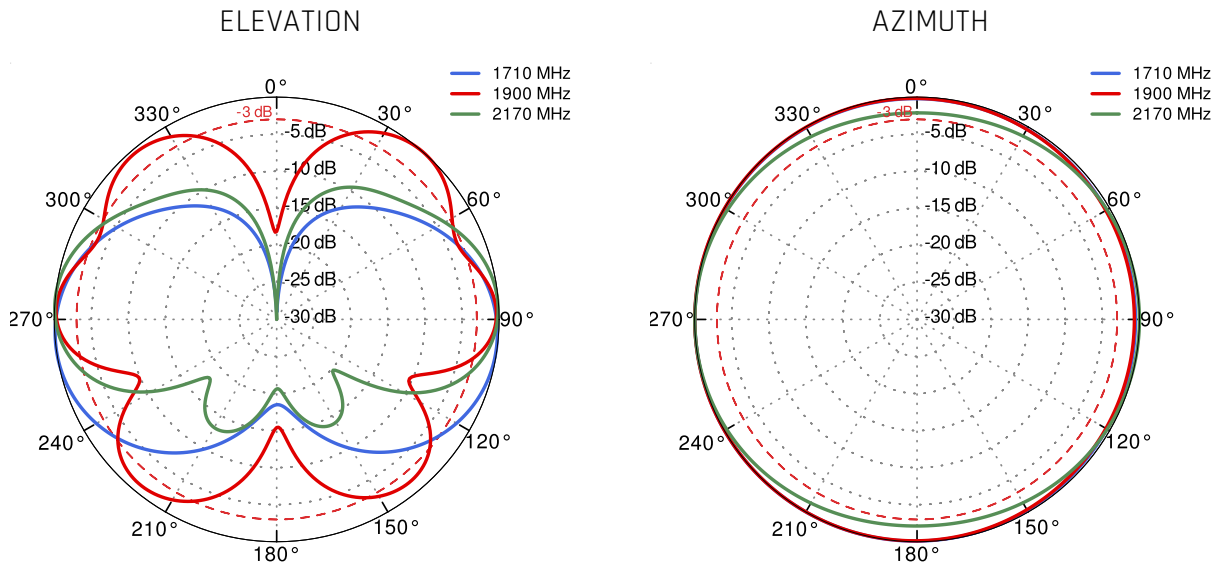 ELEVATION
1710 MHz
1900 MHz
2170 MHz
0°
330°
30°
-3 dB
-5 dB
-10 dB
300°
60°
-15 dB
-20 dB
-25 dB
270°
-30 dB
90°
240°
120°
210°
150°
180°
AZIMUTH
1710 MHz
1900 MHz
2170 MHz
0°
330°
30°
-3 dB
-5 dB
-10 dB
300°
60°
-15 dB
-20 dB
-25 dB
270°
-30 dB
90°
240°
120°
210°
150°
180°